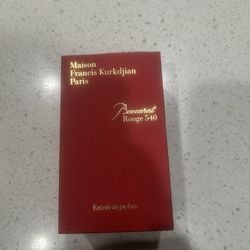 Maison
Francis Kurkdjian
Paris
Baccarat
Rouge 540
Extrait de parfum